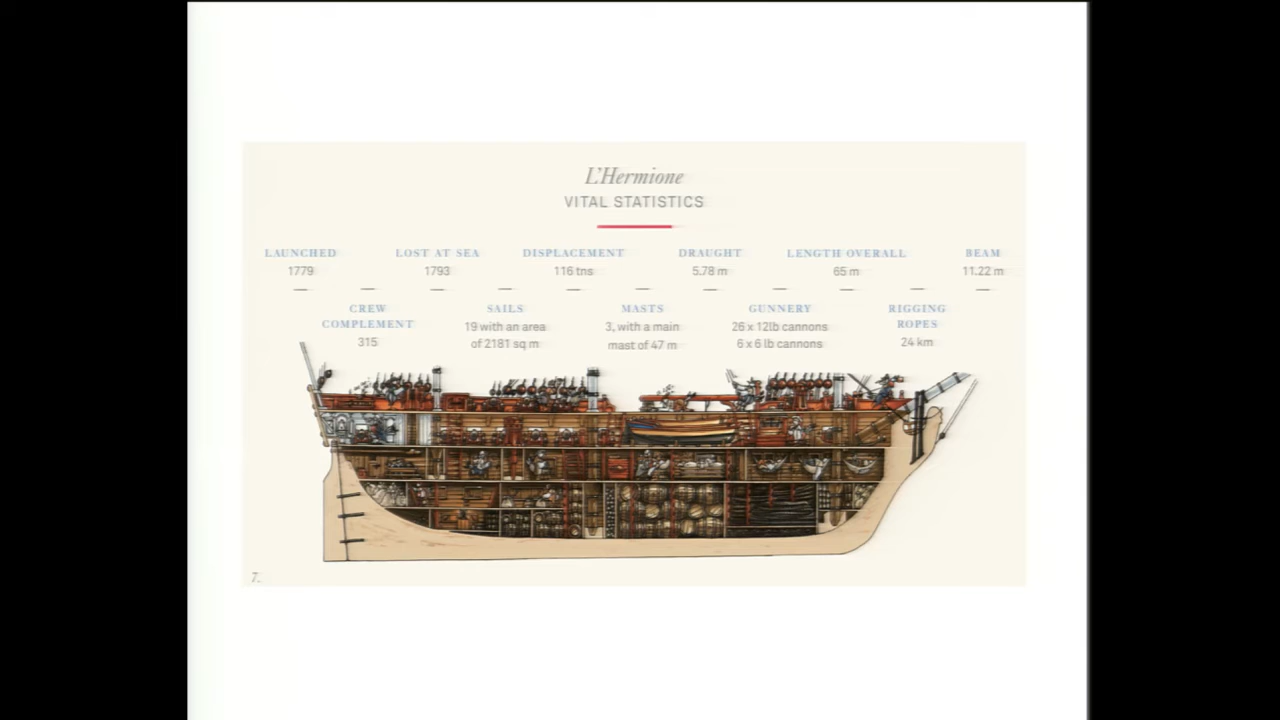 L'Hermione
VITAL STATISTICS
LAUNCHED
1779
LOST AT SEA
1793
DISPLACEMENT
116 tns
DRAUGHT
5.78 m
LENGTH OVERALL
65 m
BEAM
11.22 m
CREW
COMPLEMENT
315
SAILS
19 with an area
of 2181 sq m
MASTS
3, with a main
mast of 47 m
GUNNERY
26 x 12lb cannons
6 x 6 lb cannons
RIGGING
ROPES
24 km
7.